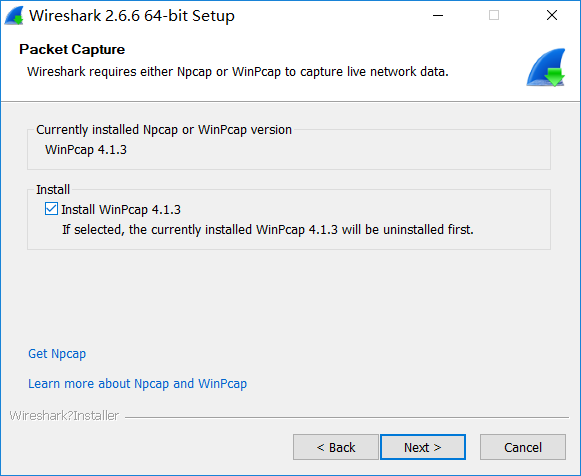 Wireshark 2.6.6 64-bit Setup
Packet Capture
Wireshark requires either Npcap or WinPcap to capture live network data.
Currently installed Npcap or WinPcap version
WinPcap 4.1.3
Install
Install WinPcap 4.1.3
If selected, the currently installed WinPcap 4.1.3 will be uninstalled first.
Get Npcap
Learn more about Npcap and WinPcap
Wireshark?Installer
< Back
Next >
Cancel